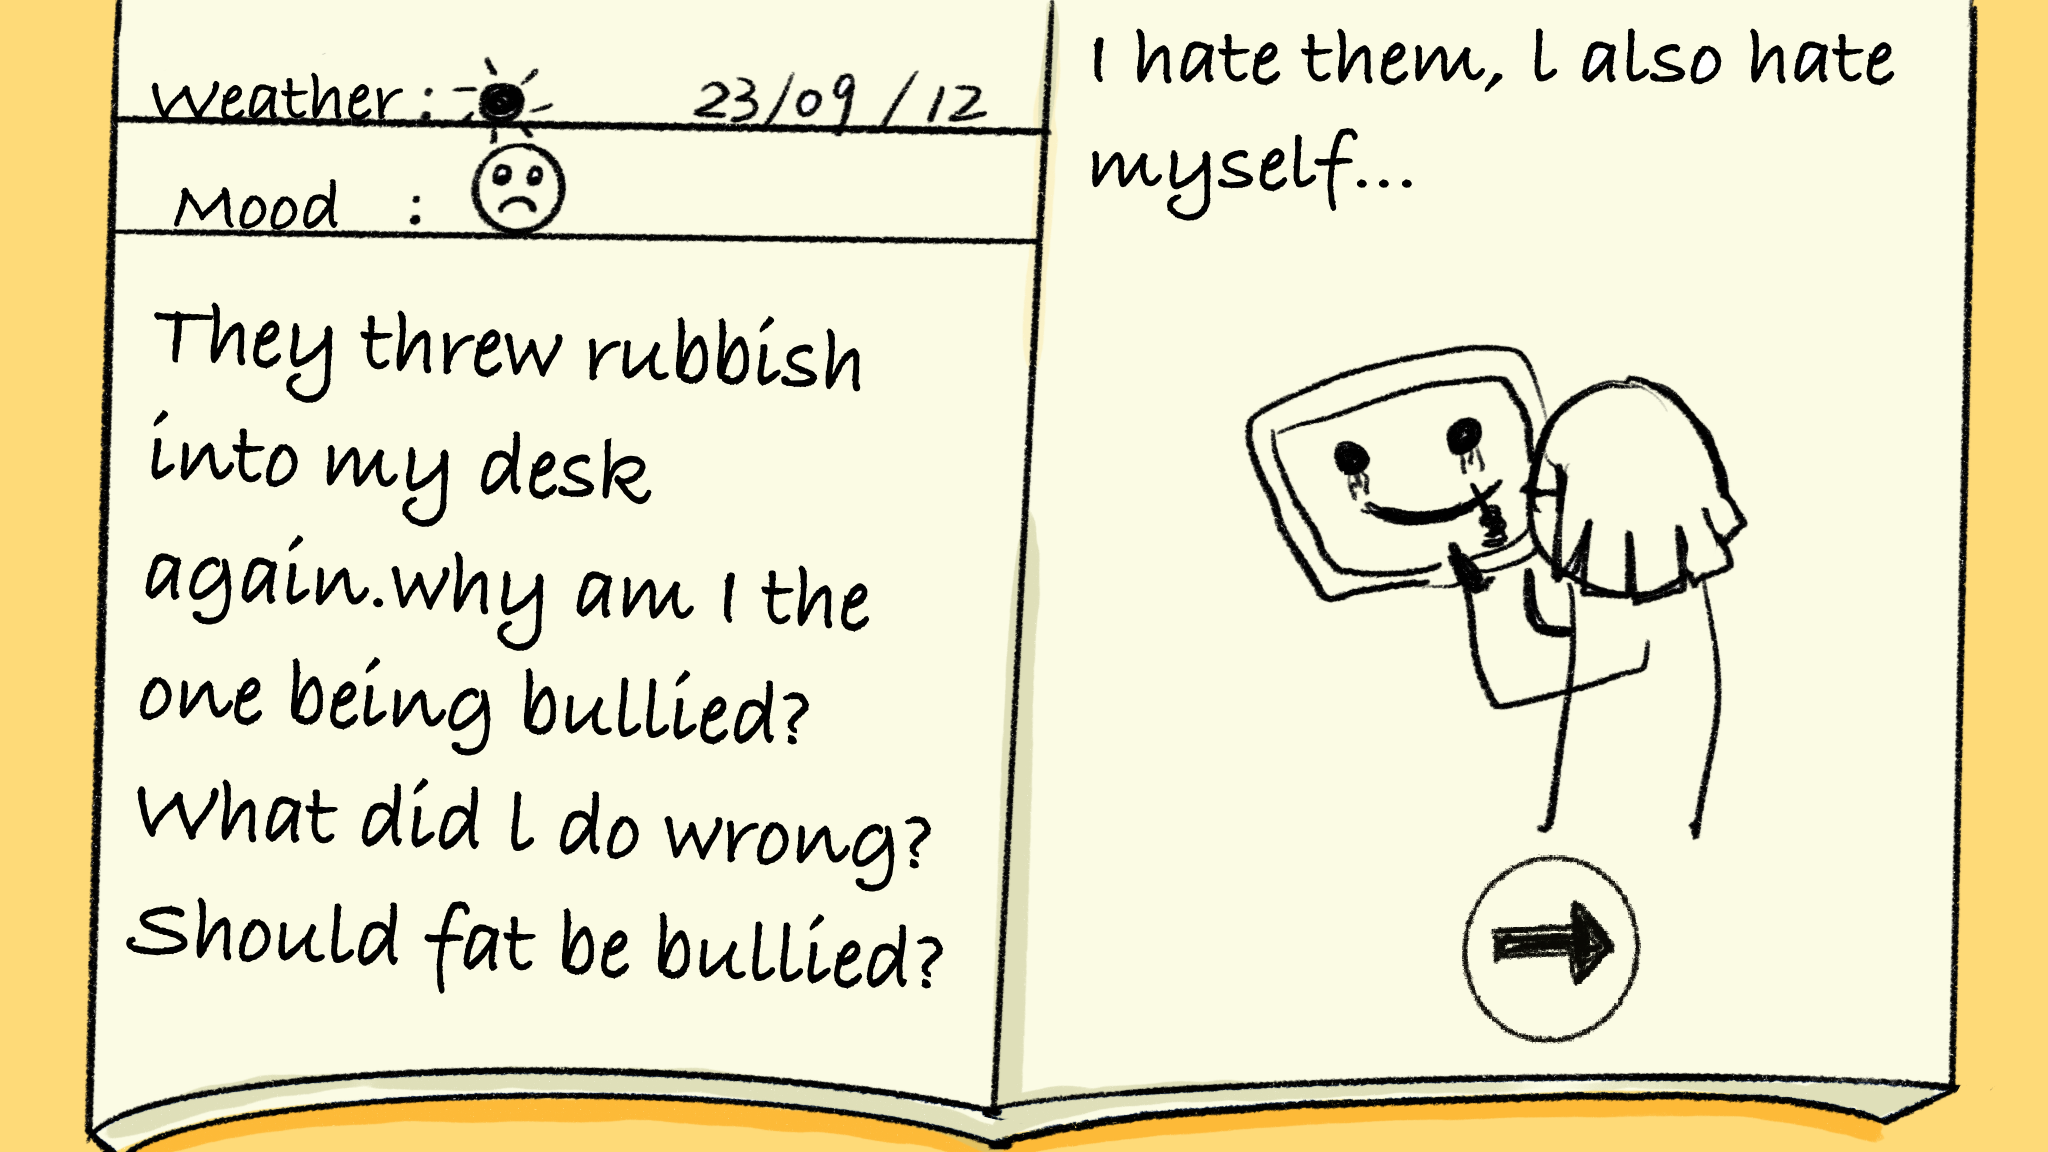 Weather : 23/09/12
Mood :
They threw rubbish
into my desk
again.why am I the
one being bullied?
What did l do wrong?
Should fat be bullied?
I hate them, l also hate
myself...